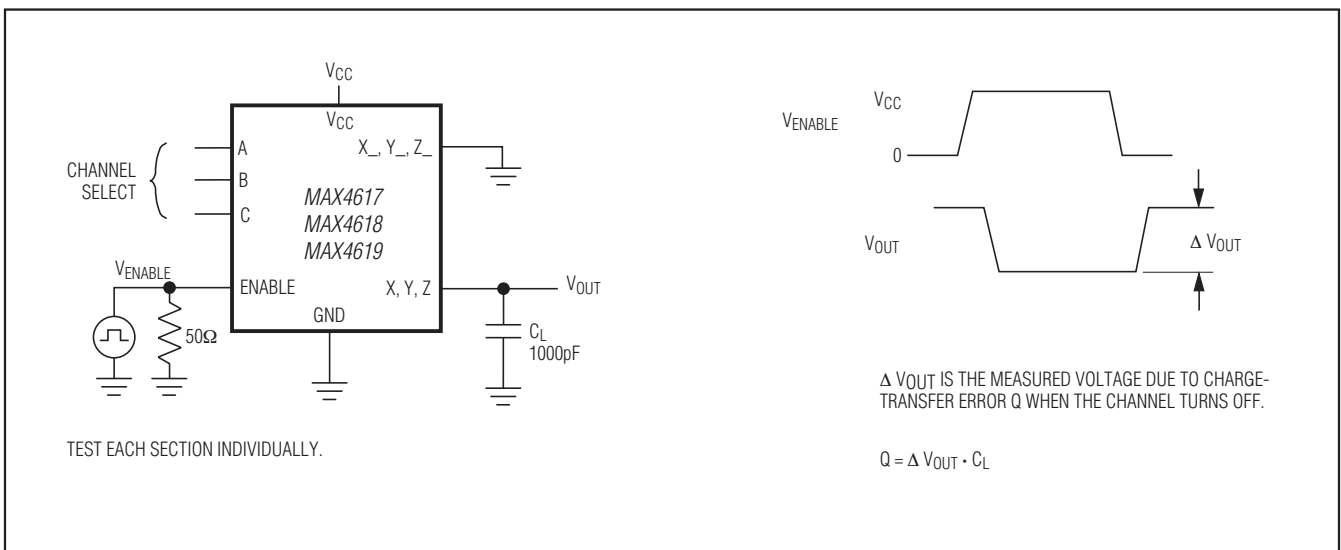 VCC
VCC
A
B
C
CHANNEL
SELECT
X_, Y_, Z_
MAX4617
MAX4618
MAX4619
VENABLE
ENABLE
X, Y, Z
VOUT
GND
50Ω
CL
1000pF
TEST EACH SECTION INDIVIDUALLY.
VENABLE
VCC
0
VOUT
Δ VOUT
Δ VOUT IS THE MEASURED VOLTAGE DUE TO CHARGE-
TRANSFER ERROR Q WHEN THE CHANNEL TURNS OFF.
Q = Δ VOUT · CL